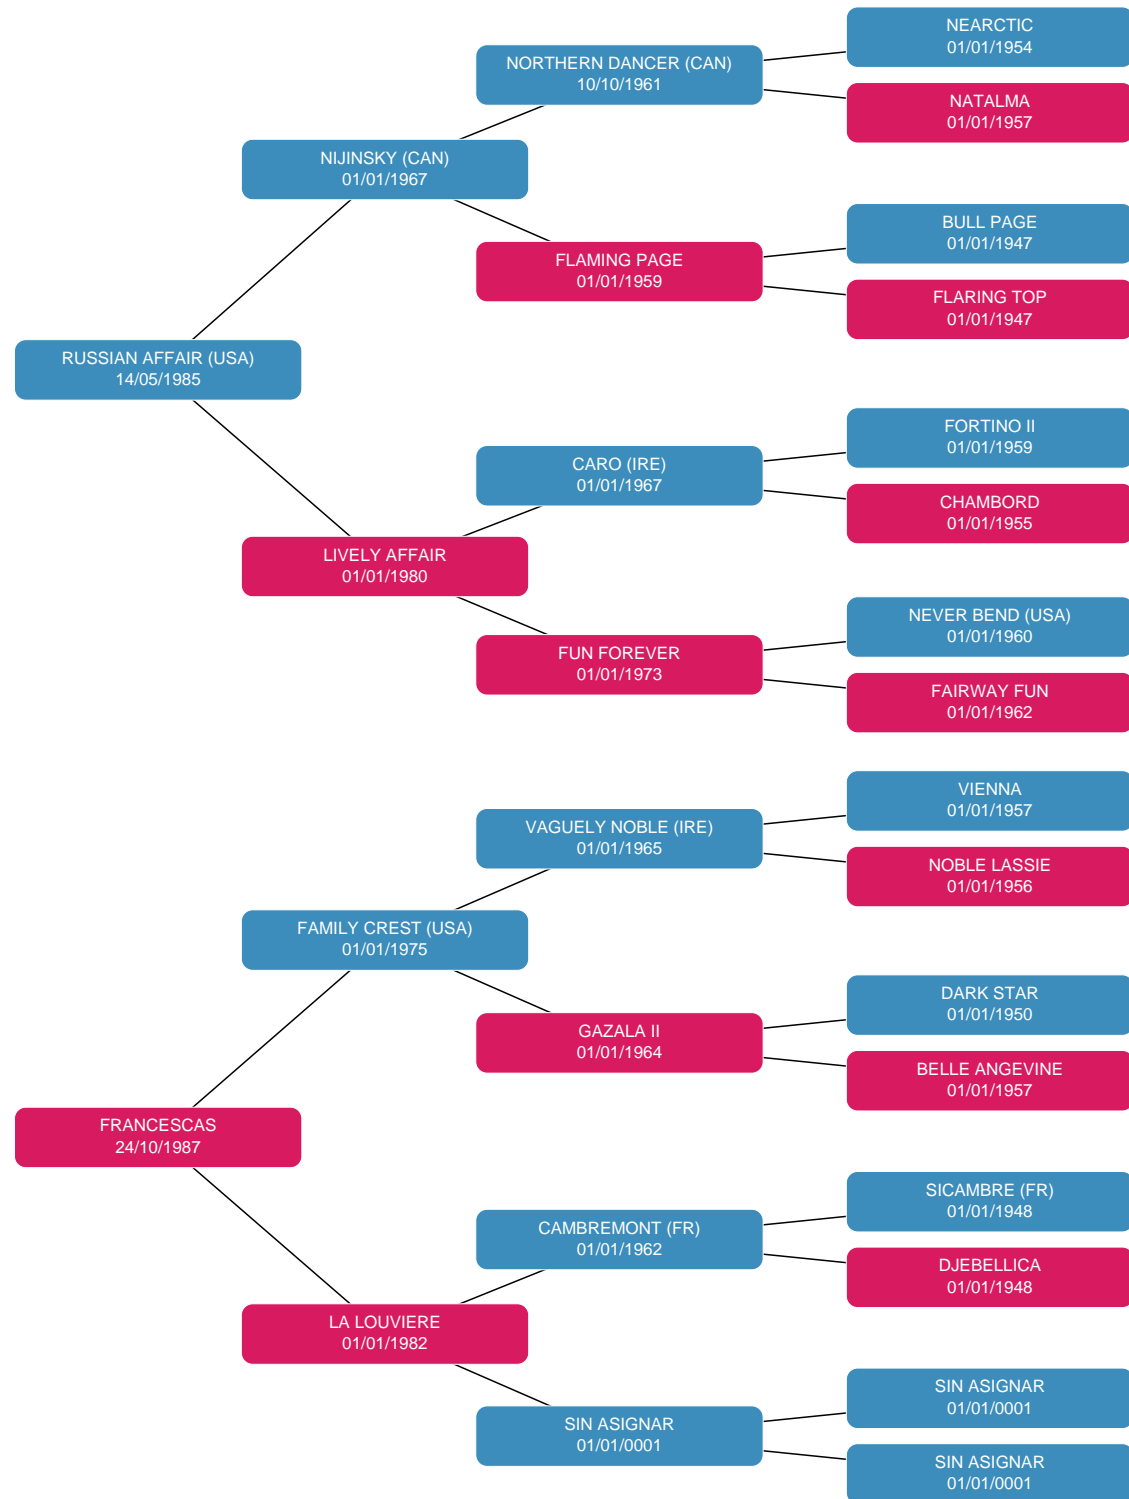 NEARCTIC
01/01/1954
NORTHERN DANCER (CAN)
10/10/1961
NATALMA
01/01/1957
NIJINSKY (CAN)
01/01/1967
BULL PAGE
01/01/1947
FLAMING PAGE
01/01/1959
FLARING TOP
01/01/1947
RUSSIAN AFFAIR (USA)
14/05/1985
FORTINO II
01/01/1959
CARO (IRE)
01/01/1967
CHAMBORD
01/01/1955
LIVELY AFFAIR
01/01/1980
NEVER BEND (USA)
01/01/1960
FUN FOREVER
01/01/1973
FAIRWAY FUN
01/01/1962
VIENNA
01/01/1957
VAGUELY NOBLE (IRE)
01/01/1965
NOBLE LASSIE
01/01/1956
FAMILY CREST (USA)
01/01/1975
DARK STAR
01/01/1950
GAZALA II
01/01/1964
BELLE ANGEVINE
01/01/1957
FRANCESCAS
24/10/1987
SICAMBRE (FR)
01/01/1948
CAMBREMONT (FR)
01/01/1962
DJEBELLICA
01/01/1948
LA LOUVIERE
01/01/1982
SIN ASIGNAR
01/01/0001
SIN ASIGNAR
01/01/0001
SIN ASIGNAR
01/01/0001